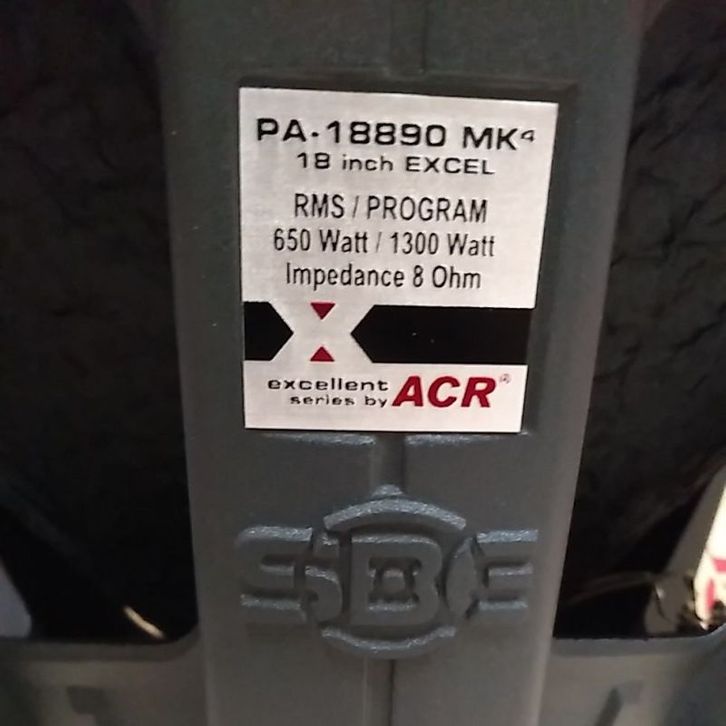 PA-18890 MK⁴
18 inch EXCEL
RMS / PROGRAM
650 Watt / 1300 Watt
Impedance 8 Ohm
excellent
series by ACR®